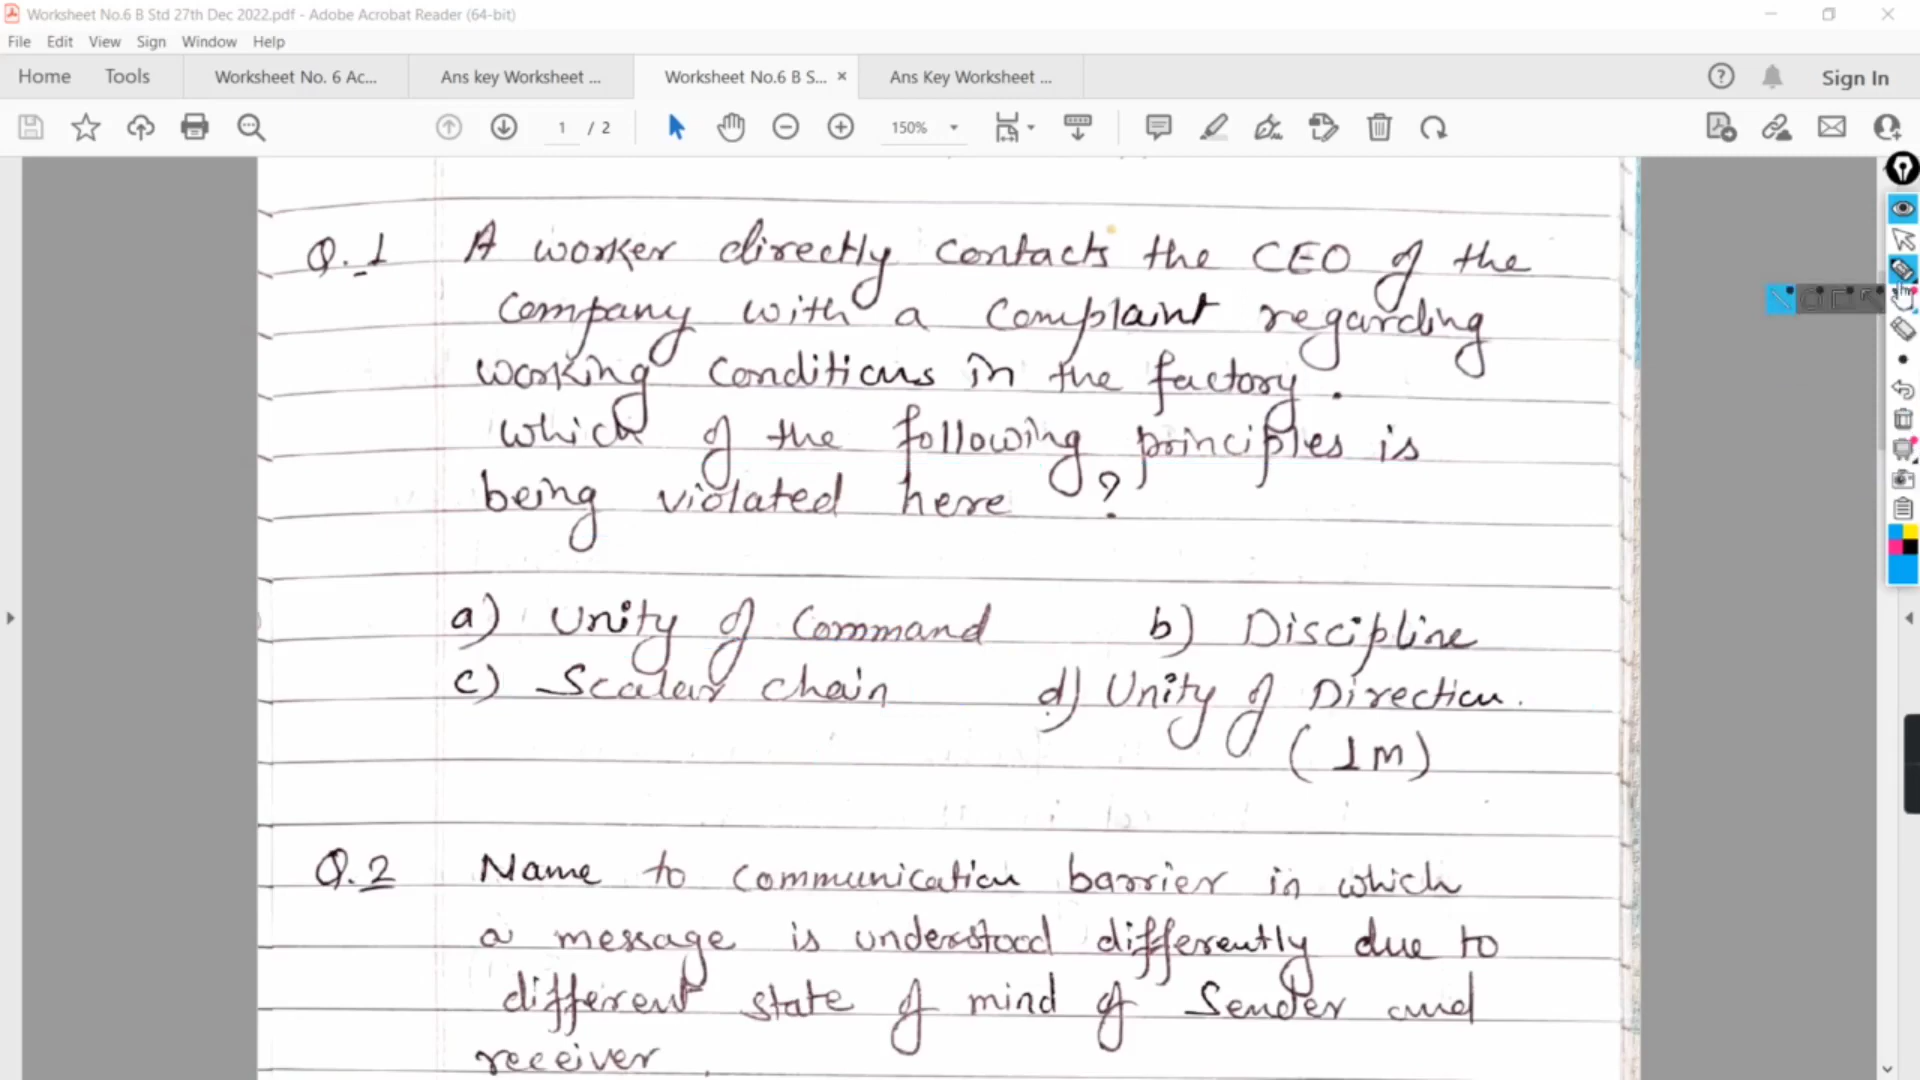 Worksheet No.6 B Std 27th Dec 2022.pdf - Adobe Acrobat Reader (64-bit)
File Edit View Sign Window Help
Home Tools Worksheet No. 6 Ac... Ans key Worksheet ... Worksheet No.6 B S... × Ans Key Worksheet ... Sign In
1 / 2 150%
Q.1 A worker directly contacts the CEO of the
company with a complaint regarding
working conditions in the factory.
which of the following principles is
being violated here ?
a) Unity of Command b) Discipline
c) Scalar chain d) Unity of Direction.
(1M)
Q.2 Name to communication barrier in which
a message is understood differently due to
different state of mind of Sender and
receiver.